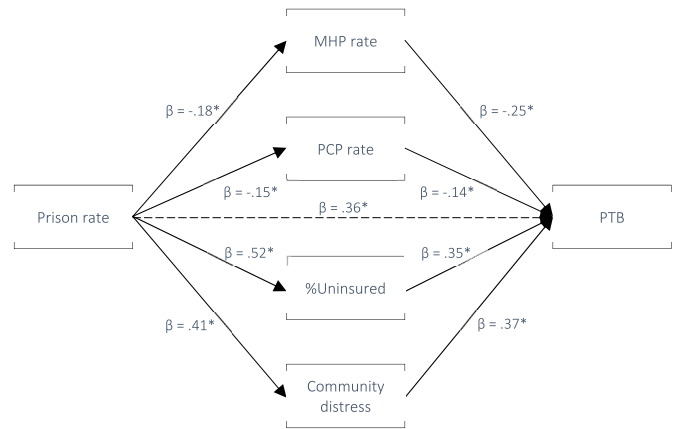 MHP rate
β = -.18*
β = -.25*
PCP rate
β = -.15*
β = -.14*
Prison rate
β = .36*
PTB
β = .52*
β = .35*
%Uninsured
β = .41*
β = .37*
Community
distress